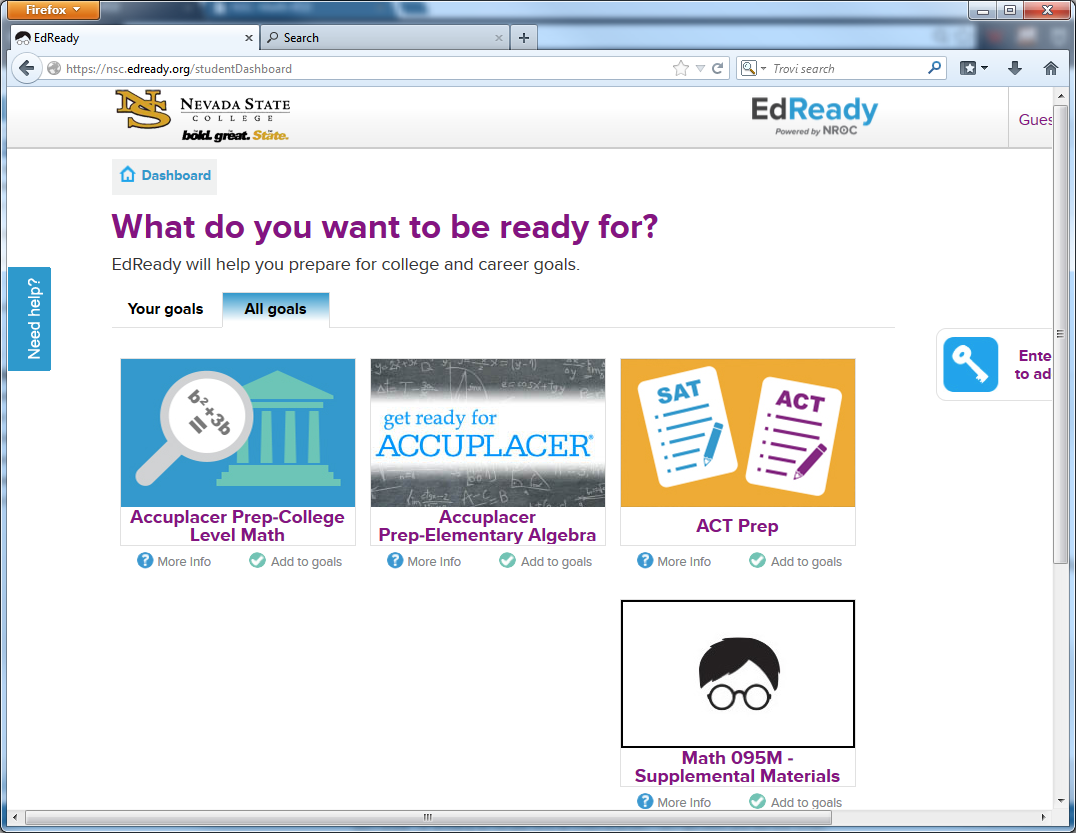 Firefox
EdReady
Search
https://nsc.edready.org/studentDashboard
Trovi search
NS
NEVADA STATE
COLLEGE
bold. great. State.
EdReady
Powered by NROC
Gues
Dashboard
What do you want to be ready for?
EdReady will help you prepare for college and career goals.
Need help?
Your goals
All goals
Ente
to ad
b²+3b
get ready for
ACCUPLACER®
SAT
ACT
Accuplacer Prep-College
Level Math
Accuplacer
Prep-Elementary Algebra
ACT Prep
More Info
Add to goals
More Info
Add to goals
More Info
Add to goals
Math 095M -
Supplemental Materials
More Info
Add to goals